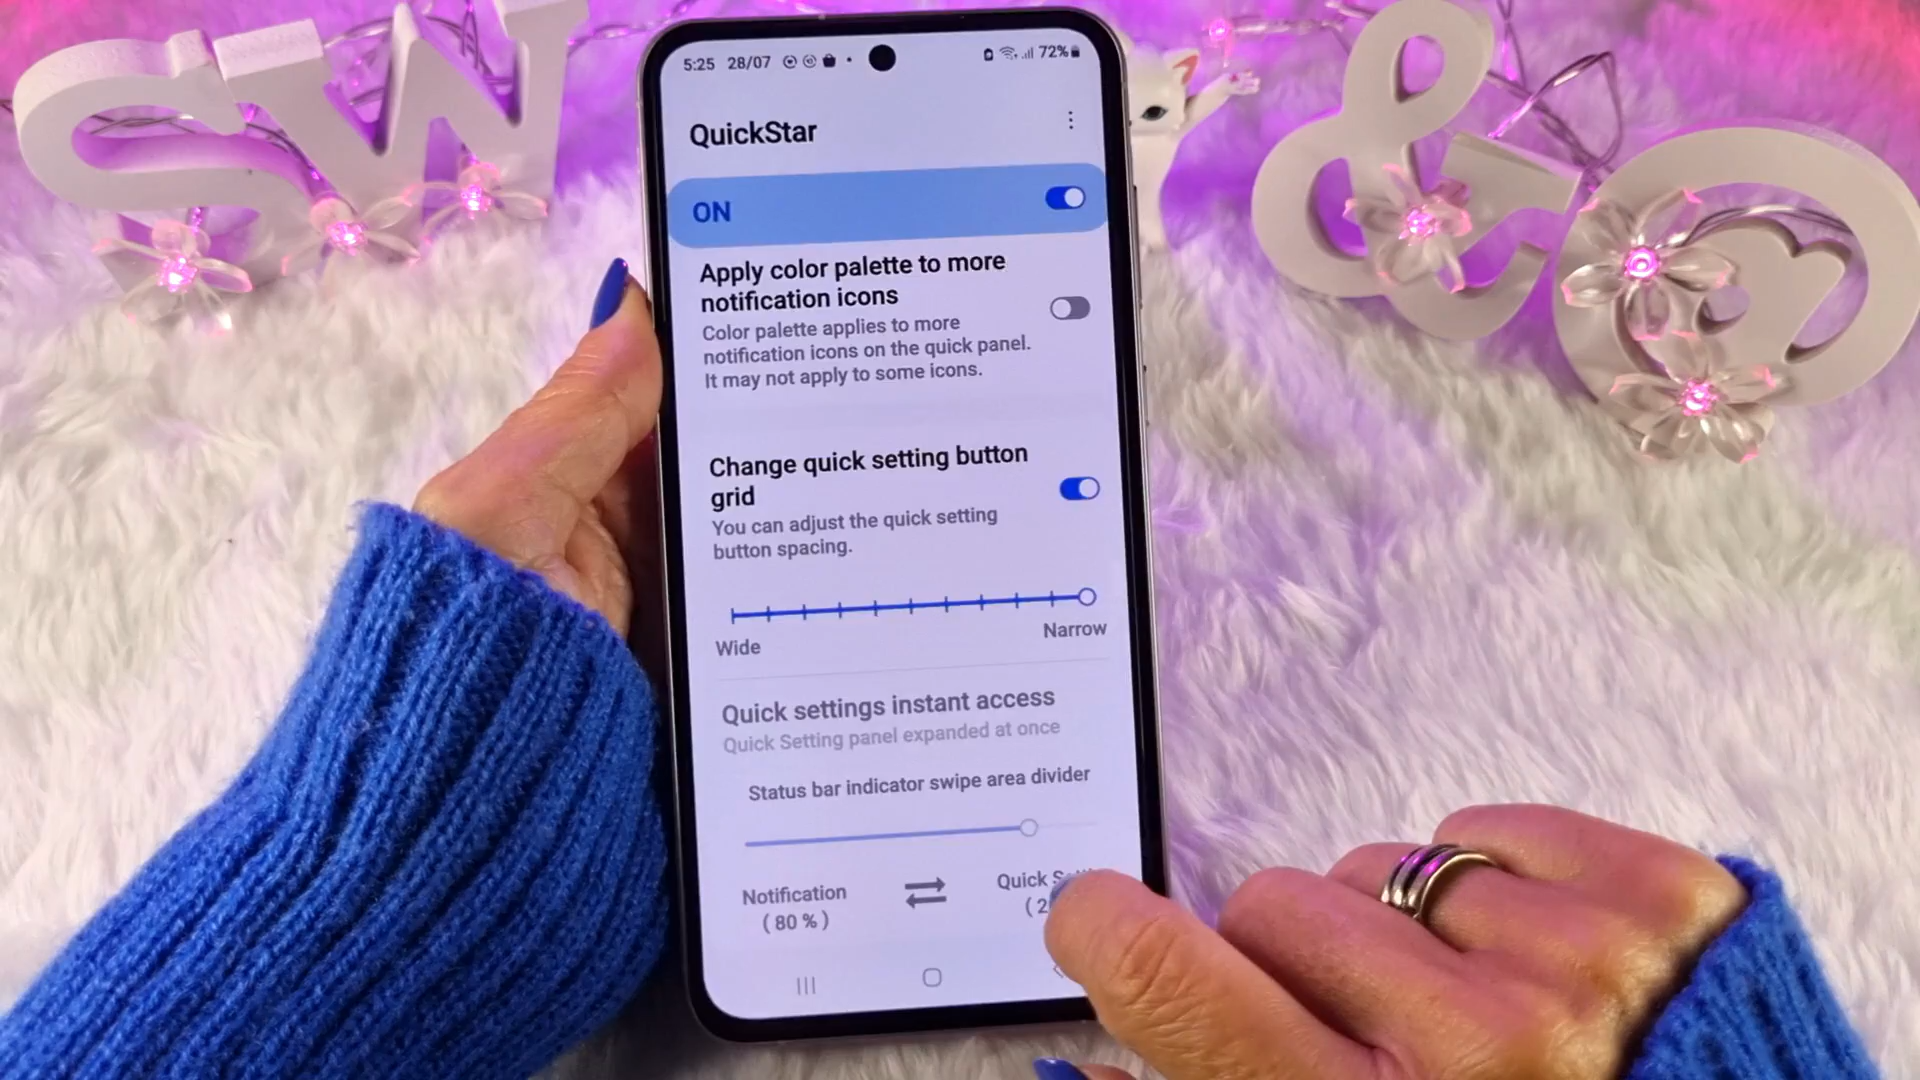 SW
&
5:25 28/07
72%
QuickStar
ON
Apply color palette to more
notification icons
Color palette applies to more
notification icons on the quick panel.
It may not apply to some icons.
Change quick setting button
grid
You can adjust the quick setting
button spacing.
Wide
Narrow
Quick settings instant access
Quick Setting panel expanded at once
Status bar indicator swipe area divider
Notification
Quick
( 80 % )